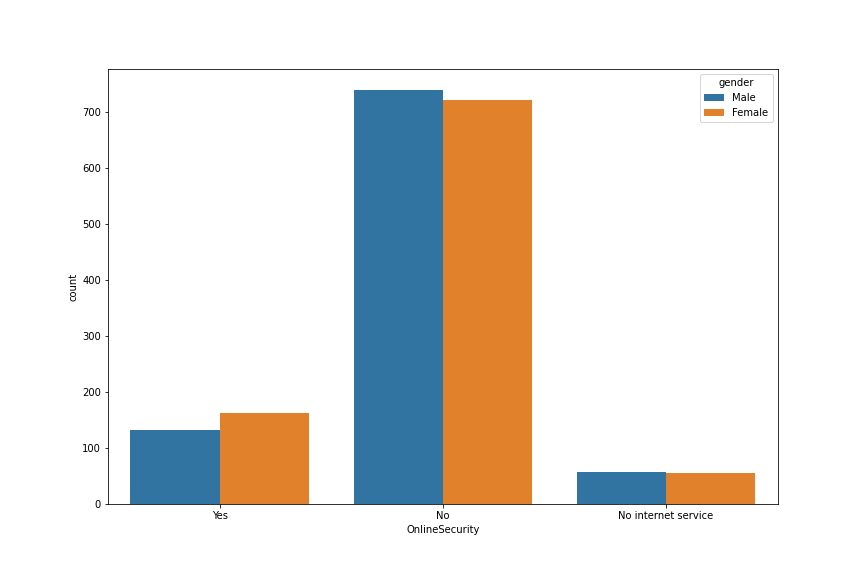 gender
Male
Female
700
600
500
400
300
200
100
0
count
Yes
No
No internet service
OnlineSecurity